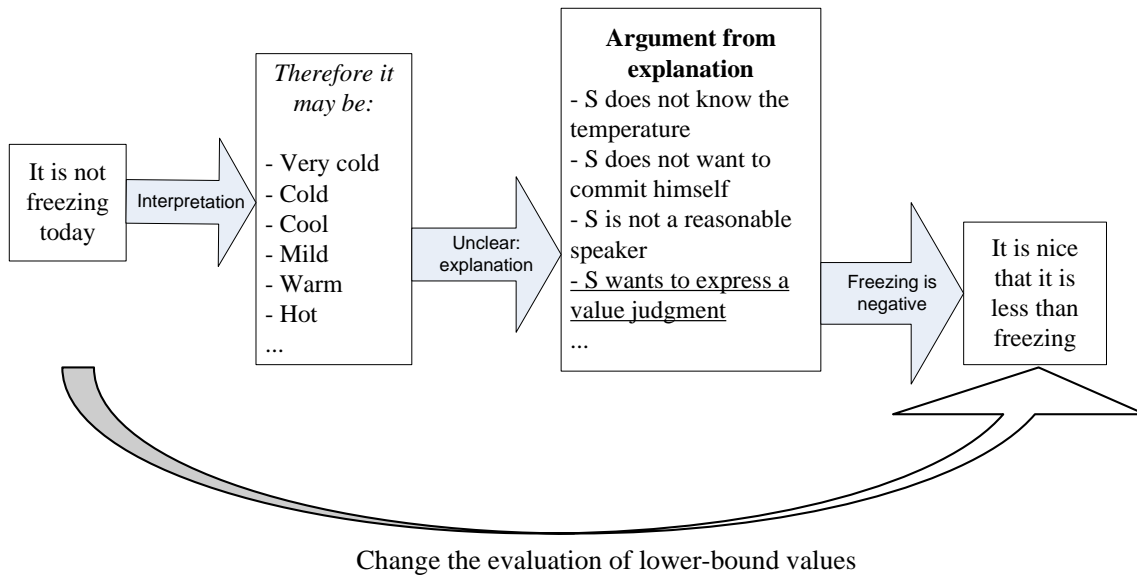 It is not
freezing
today
Interpretation
Therefore it
may be:
- Very cold
- Cold
- Cool
- Mild
- Warm
- Hot
...
Unclear:
explanation
Argument from
explanation
- S does not know the
temperature
- S does not want to
commit himself
- S is not a reasonable
speaker
- S wants to express a
value judgment
...
Freezing is
negative
It is nice
that it is
less than
freezing
Change the evaluation of lower-bound values